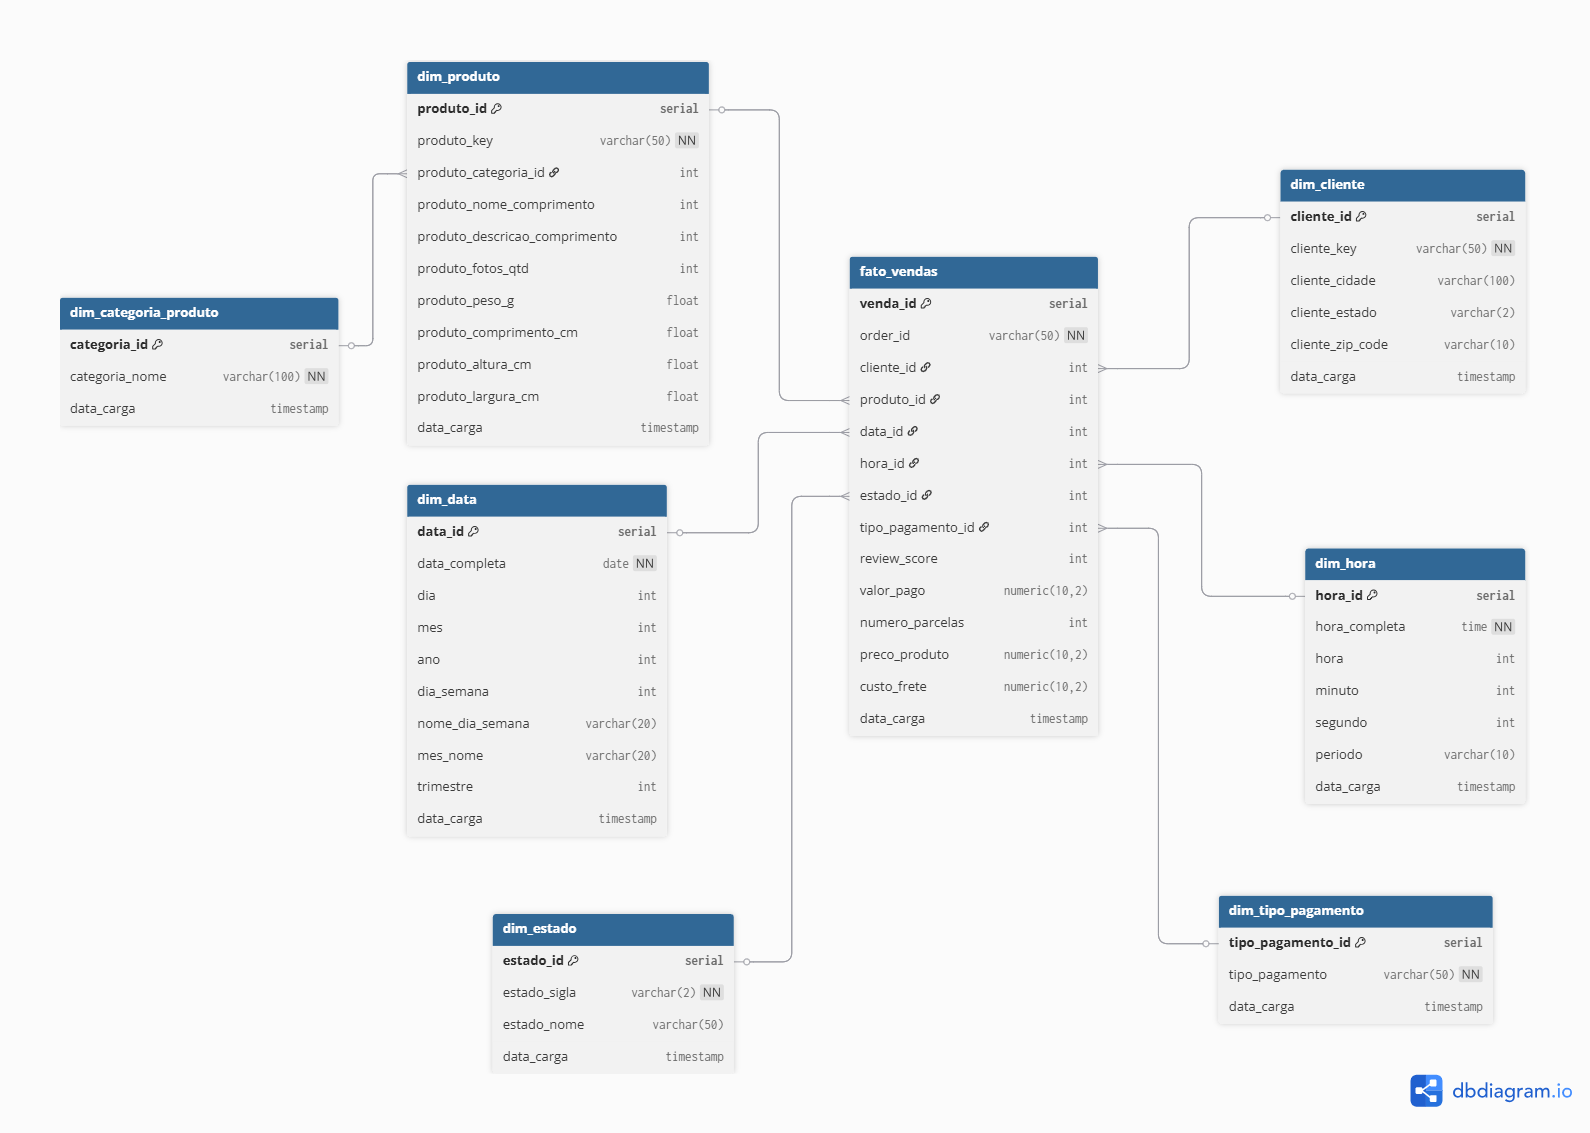 dim_produto
produto_id serial
produto_key varchar(50) NN
produto_categoria_id int
produto_nome_comprimento int
produto_descricao_comprimento int
produto_fotos_qtd int
produto_peso_g float
produto_comprimento_cm float
produto_altura_cm float
produto_largura_cm float
data_carga timestamp
dim_categoria_produto
categoria_id serial
categoria_nome varchar(100) NN
data_carga timestamp
dim_data
data_id serial
data_completa date NN
dia int
mes int
ano int
dia_semana int
nome_dia_semana varchar(20)
mes_nome varchar(20)
trimestre int
data_carga timestamp
dim_estado
estado_id serial
estado_sigla varchar(2) NN
estado_nome varchar(50)
data_carga timestamp
fato_vendas
venda_id serial
order_id varchar(50) NN
cliente_id int
produto_id int
data_id int
hora_id int
estado_id int
tipo_pagamento_id int
review_score int
valor_pago numeric(10,2)
numero_parcelas int
preco_produto numeric(10,2)
custo_frete numeric(10,2)
data_carga timestamp
dim_cliente
cliente_id serial
cliente_key varchar(50) NN
cliente_cidade varchar(100)
cliente_estado varchar(2)
cliente_zip_code varchar(10)
data_carga timestamp
dim_hora
hora_id serial
hora_completa time NN
hora int
minuto int
segundo int
periodo varchar(10)
data_carga timestamp
dim_tipo_pagamento
tipo_pagamento_id serial
tipo_pagamento varchar(50) NN
data_carga timestamp
dbdiagram.io